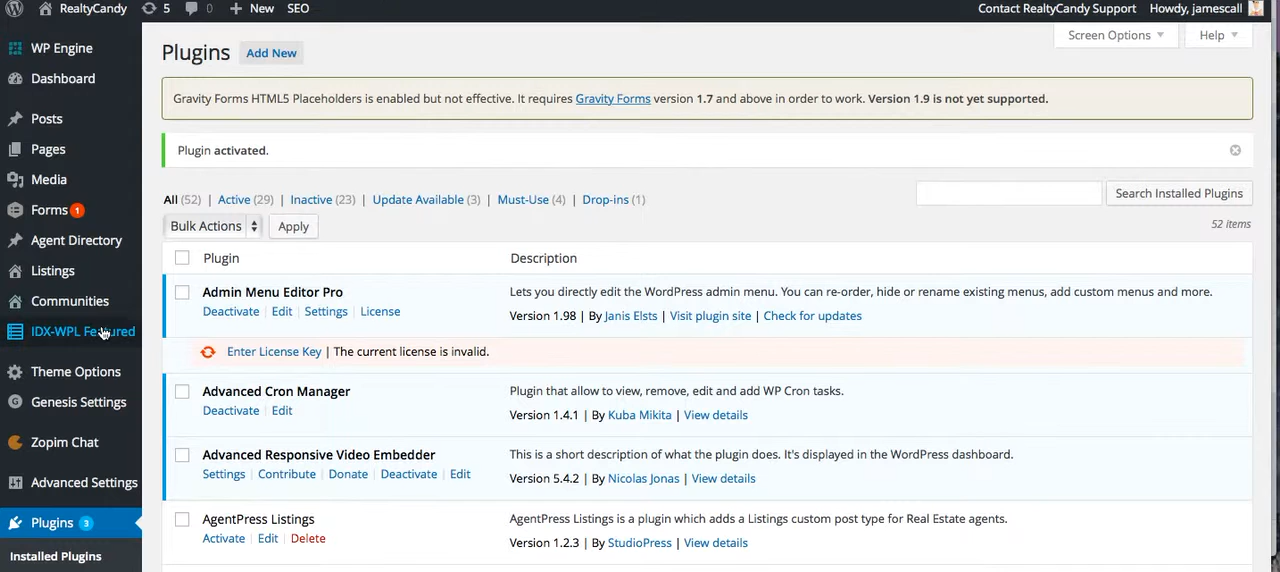 RealtyCandy 5 0 New SEO Contact RealtyCandy Support Howdy, jamescall
WP Engine
Dashboard
Posts
Pages
Media
Forms 1
Agent Directory
Listings
Communities
IDX-WPL Featured
Theme Options
Genesis Settings
Zopim Chat
Advanced Settings
Plugins 3
Installed Plugins
Screen Options Help
Plugins Add New
Gravity Forms HTML5 Placeholders is enabled but not effective. It requires Gravity Forms version 1.7 and above in order to work. Version 1.9 is not yet supported.
Plugin activated.
All (52) | Active (29) | Inactive (23) | Update Available (3) | Must-Use (4) | Drop-ins (1)
Search Installed Plugins
Bulk Actions Apply
52 items
Plugin Description
Admin Menu Editor Pro
Deactivate | Edit | Settings | License
Lets you directly edit the WordPress admin menu. You can re-order, hide or rename existing menus, add custom menus and more.
Version 1.98 | By Janis Elsts | Visit plugin site | Check for updates
Enter License Key | The current license is invalid.
Advanced Cron Manager
Deactivate | Edit
Plugin that allow to view, remove, edit and add WP Cron tasks.
Version 1.4.1 | By Kuba Mikita | View details
Advanced Responsive Video Embedder
Settings | Contribute | Donate | Deactivate | Edit
This is a short description of what the plugin does. It's displayed in the WordPress dashboard.
Version 5.4.2 | By Nicolas Jonas | View details
AgentPress Listings
Activate | Edit | Delete
AgentPress Listings is a plugin which adds a Listings custom post type for Real Estate agents.
Version 1.2.3 | By StudioPress | View details